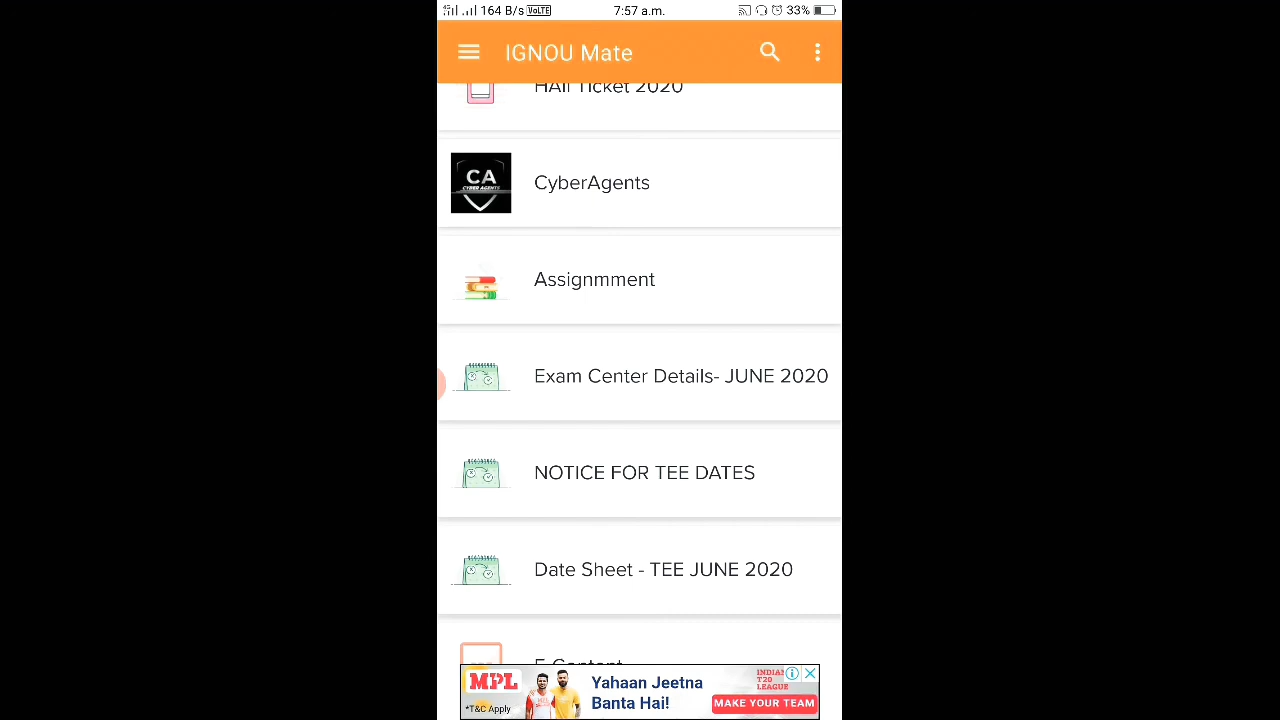 164 B/s VoLTE 7:57 a.m. 33%
IGNOU Mate
HAll Ticket 2020
CA
CYBER AGENTS
CyberAgents
Assignmment
Exam Center Details- JUNE 2020
NOTICE FOR TEE DATES
Date Sheet - TEE JUNE 2020
E Content
MPL
*T&C Apply
Yahaan Jeetna
Banta Hai!
T20
LEAGUE
MAKE YOUR TEAM